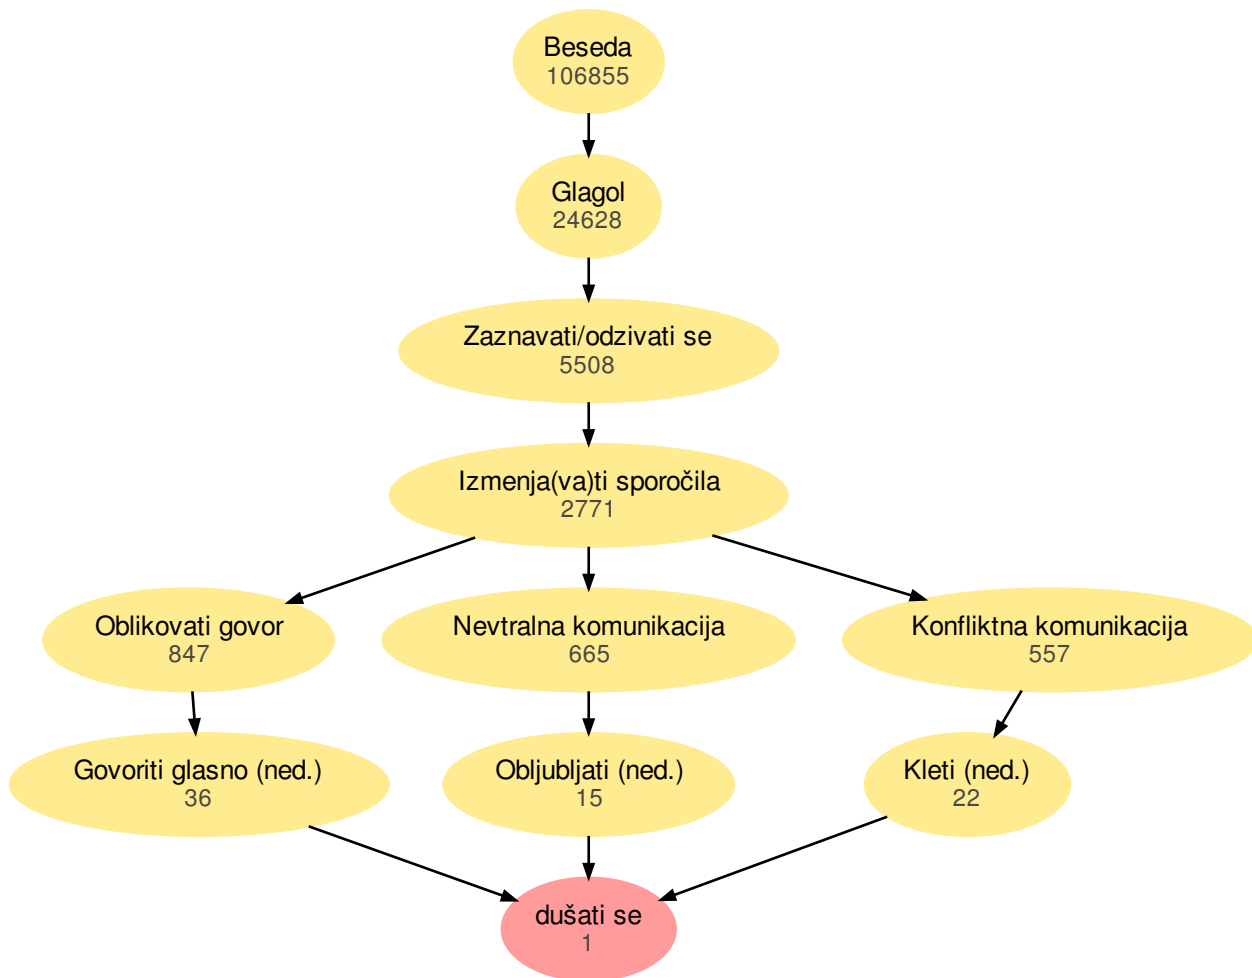 Beseda
106855
Glagol
24628
Zaznavati/odzivati se
5508
Izmenja(va)ti sporočila
2771
Oblikovati govor
847
Nevtralna komunikacija
665
Konfliktna komunikacija
557
Govoriti glasno (ned.)
36
Obljubljati (ned.)
15
Kleti (ned.)
22
dušati se
1